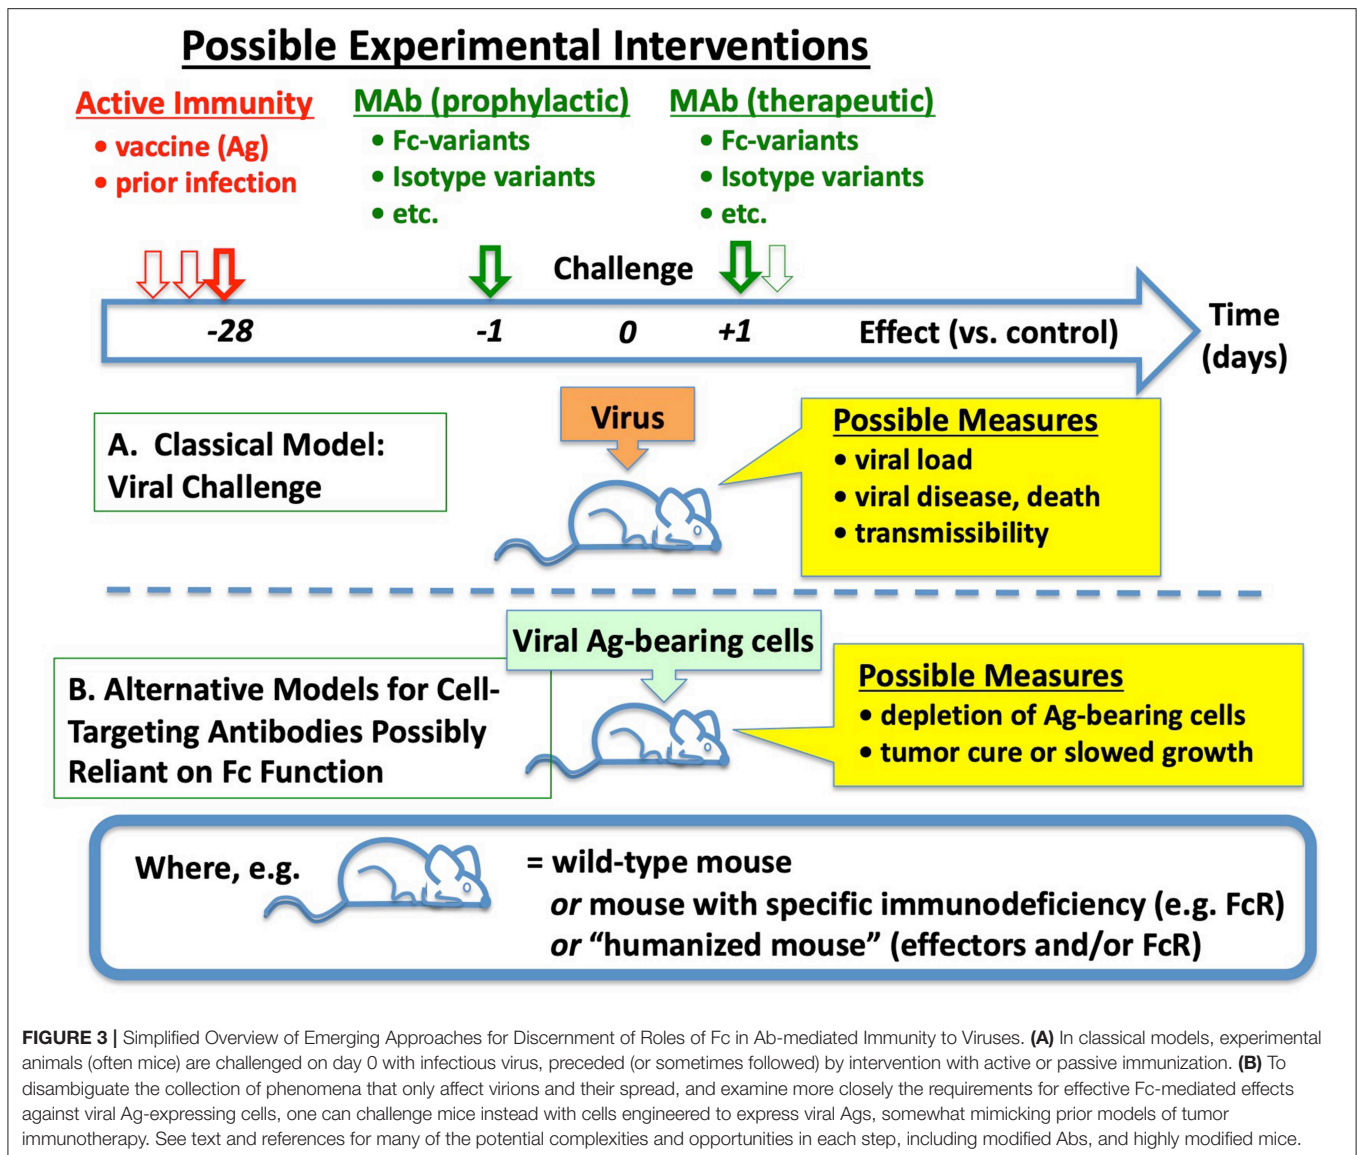 Possible Experimental Interventions
Active Immunity
• vaccine (Ag)
• prior infection
MAb (prophylactic)
• Fc-variants
• Isotype variants
• etc.
MAb (therapeutic)
• Fc-variants
• Isotype variants
• etc.
Challenge
-28
-1
0
+1
Effect (vs. control)
Time
(days)
A. Classical Model:
Viral Challenge
Virus
Possible Measures
• viral load
• viral disease, death
• transmissibility
Viral Ag-bearing cells
B. Alternative Models for Cell-
Targeting Antibodies Possibly
Reliant on Fc Function
Possible Measures
• depletion of Ag-bearing cells
• tumor cure or slowed growth
Where, e.g.
= wild-type mouse
or mouse with specific immunodeficiency (e.g. FcR)
or “humanized mouse” (effectors and/or FcR)
FIGURE 3 | Simplified Overview of Emerging Approaches for Discernment of Roles of Fc in Ab-mediated Immunity to Viruses. (A) In classical models, experimental
animals (often mice) are challenged on day 0 with infectious virus, preceded (or sometimes followed) by intervention with active or passive immunization. (B) To
disambiguate the collection of phenomena that only affect virions and their spread, and examine more closely the requirements for effective Fc-mediated effects
against viral Ag-expressing cells, one can challenge mice instead with cells engineered to express viral Ags, somewhat mimicking prior models of tumor
immunotherapy. See text and references for many of the potential complexities and opportunities in each step, including modified Abs, and highly modified mice.